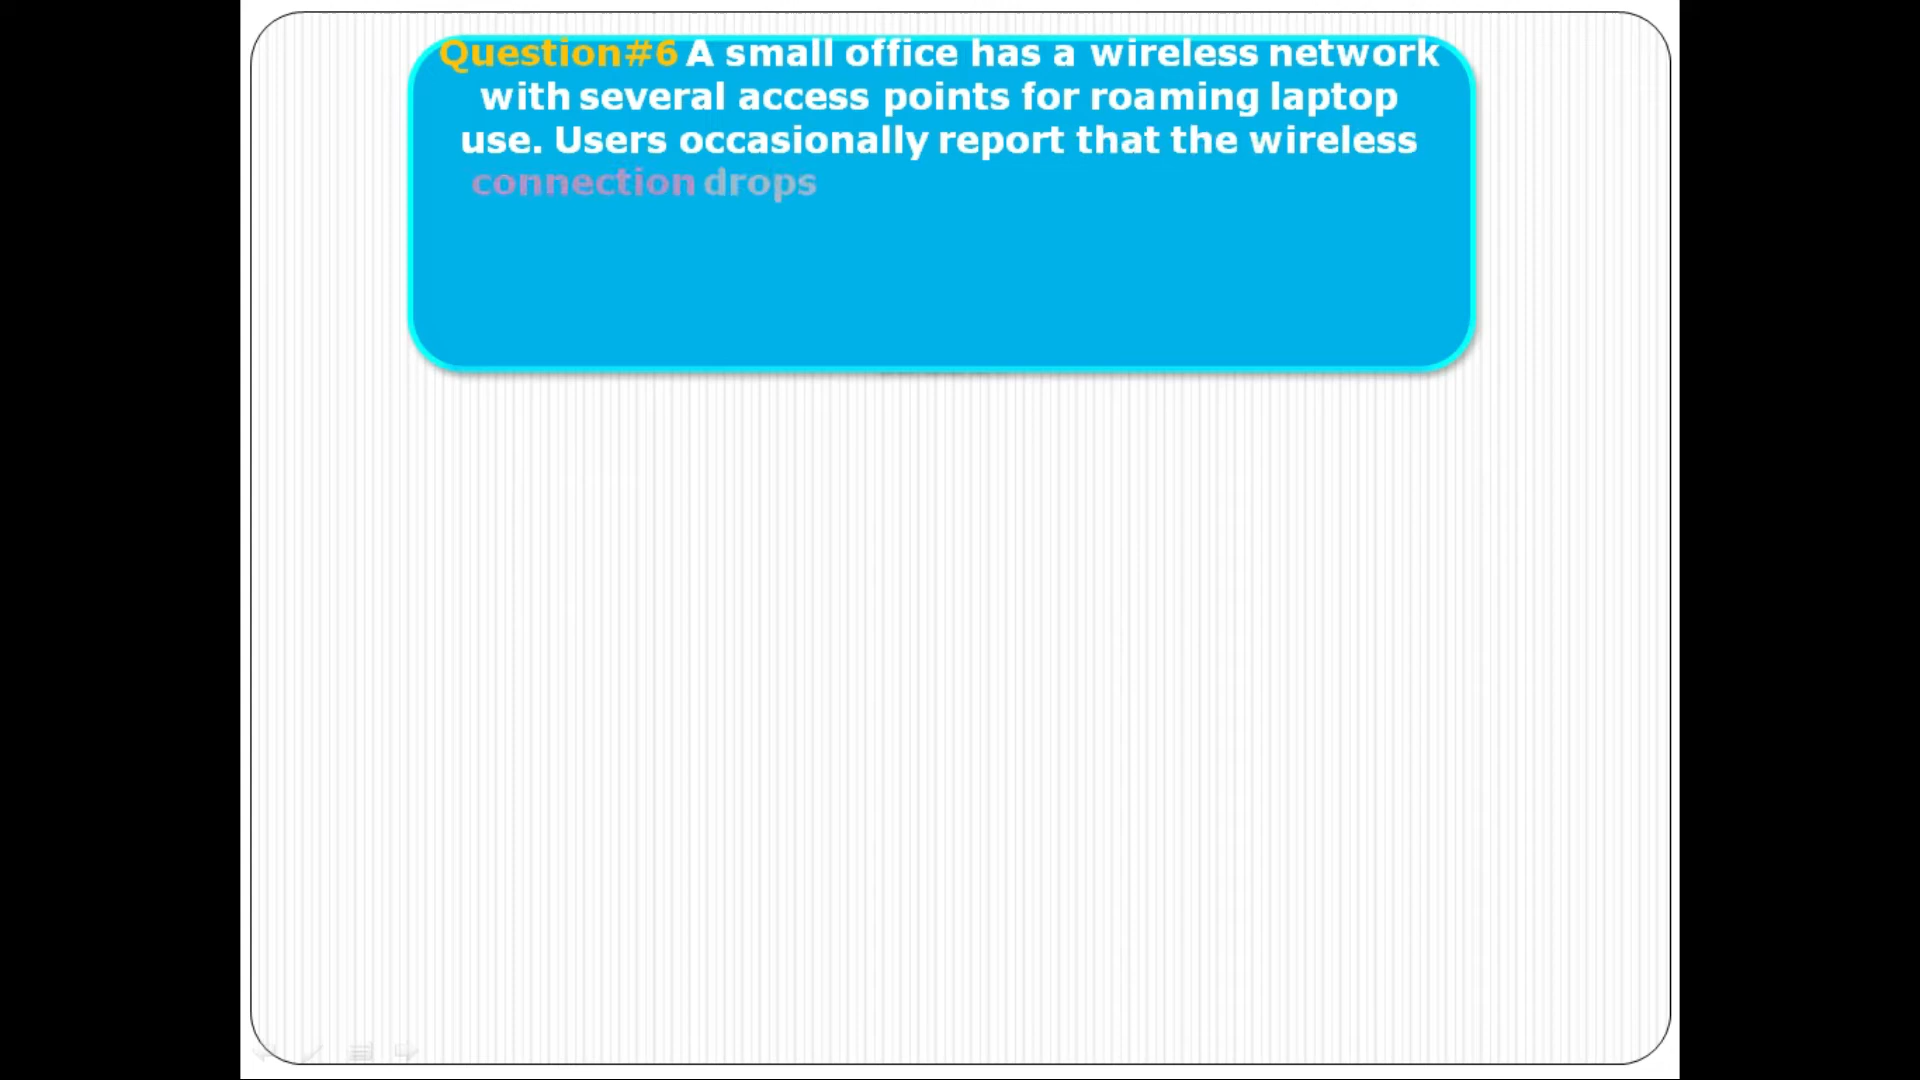 Question#6 A small office has a wireless network
with several access points for roaming laptop
use. Users occasionally report that the wireless
connection drops